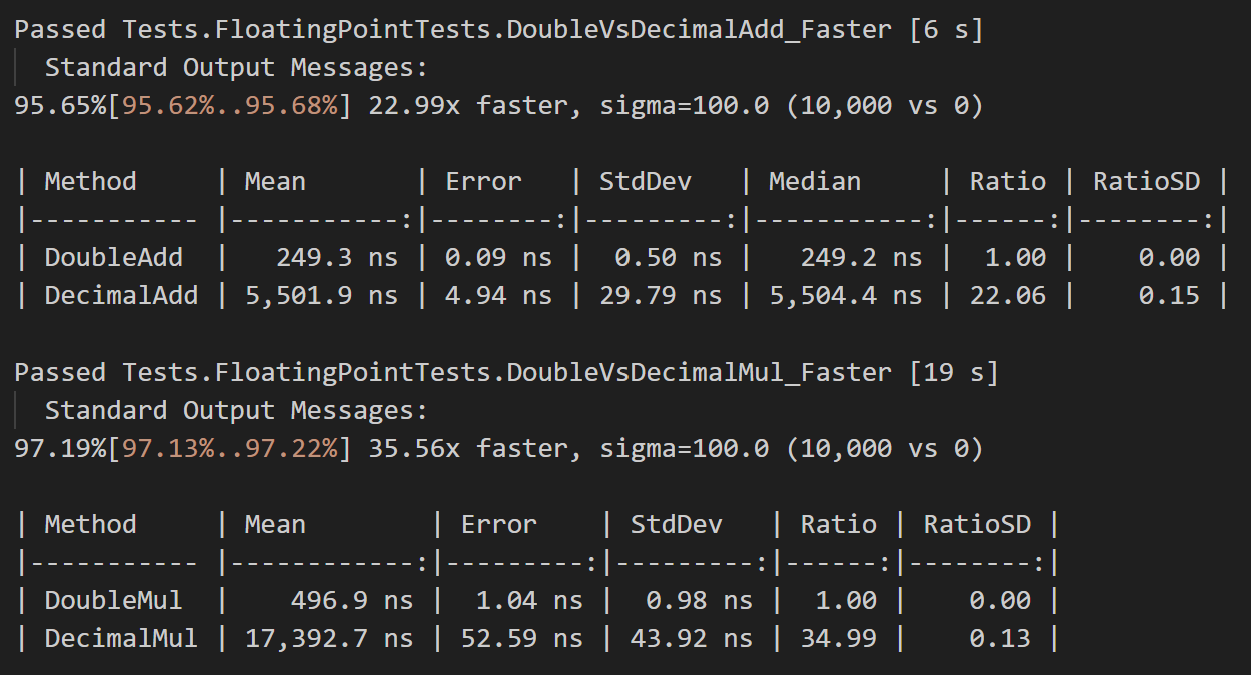 Passed Tests.FloatingPointTests.DoubleVsDecimalAdd_Faster [6 s]
  Standard Output Messages:
95.65%[95.62%..95.68%] 22.99x faster, sigma=100.0 (10,000 vs 0)

| Method     | Mean       | Error   | StdDev   | Median     | Ratio | RatioSD |
|----------- |-----------:|--------:|---------:|-----------:|------:|--------:|
| DoubleAdd  |   249.3 ns | 0.09 ns |  0.50 ns |   249.2 ns |  1.00 |    0.00 |
| DecimalAdd | 5,501.9 ns | 4.94 ns | 29.79 ns | 5,504.4 ns | 22.06 |    0.15 |

Passed Tests.FloatingPointTests.DoubleVsDecimalMul_Faster [19 s]
  Standard Output Messages:
97.19%[97.13%..97.22%] 35.56x faster, sigma=100.0 (10,000 vs 0)

| Method     | Mean        | Error    | StdDev   | Ratio | RatioSD |
|----------- |------------:|---------:|---------:|------:|--------:|
| DoubleMul  |    496.9 ns |  1.04 ns |  0.98 ns |  1.00 |    0.00 |
| DecimalMul | 17,392.7 ns | 52.59 ns | 43.92 ns | 34.99 |    0.13 |